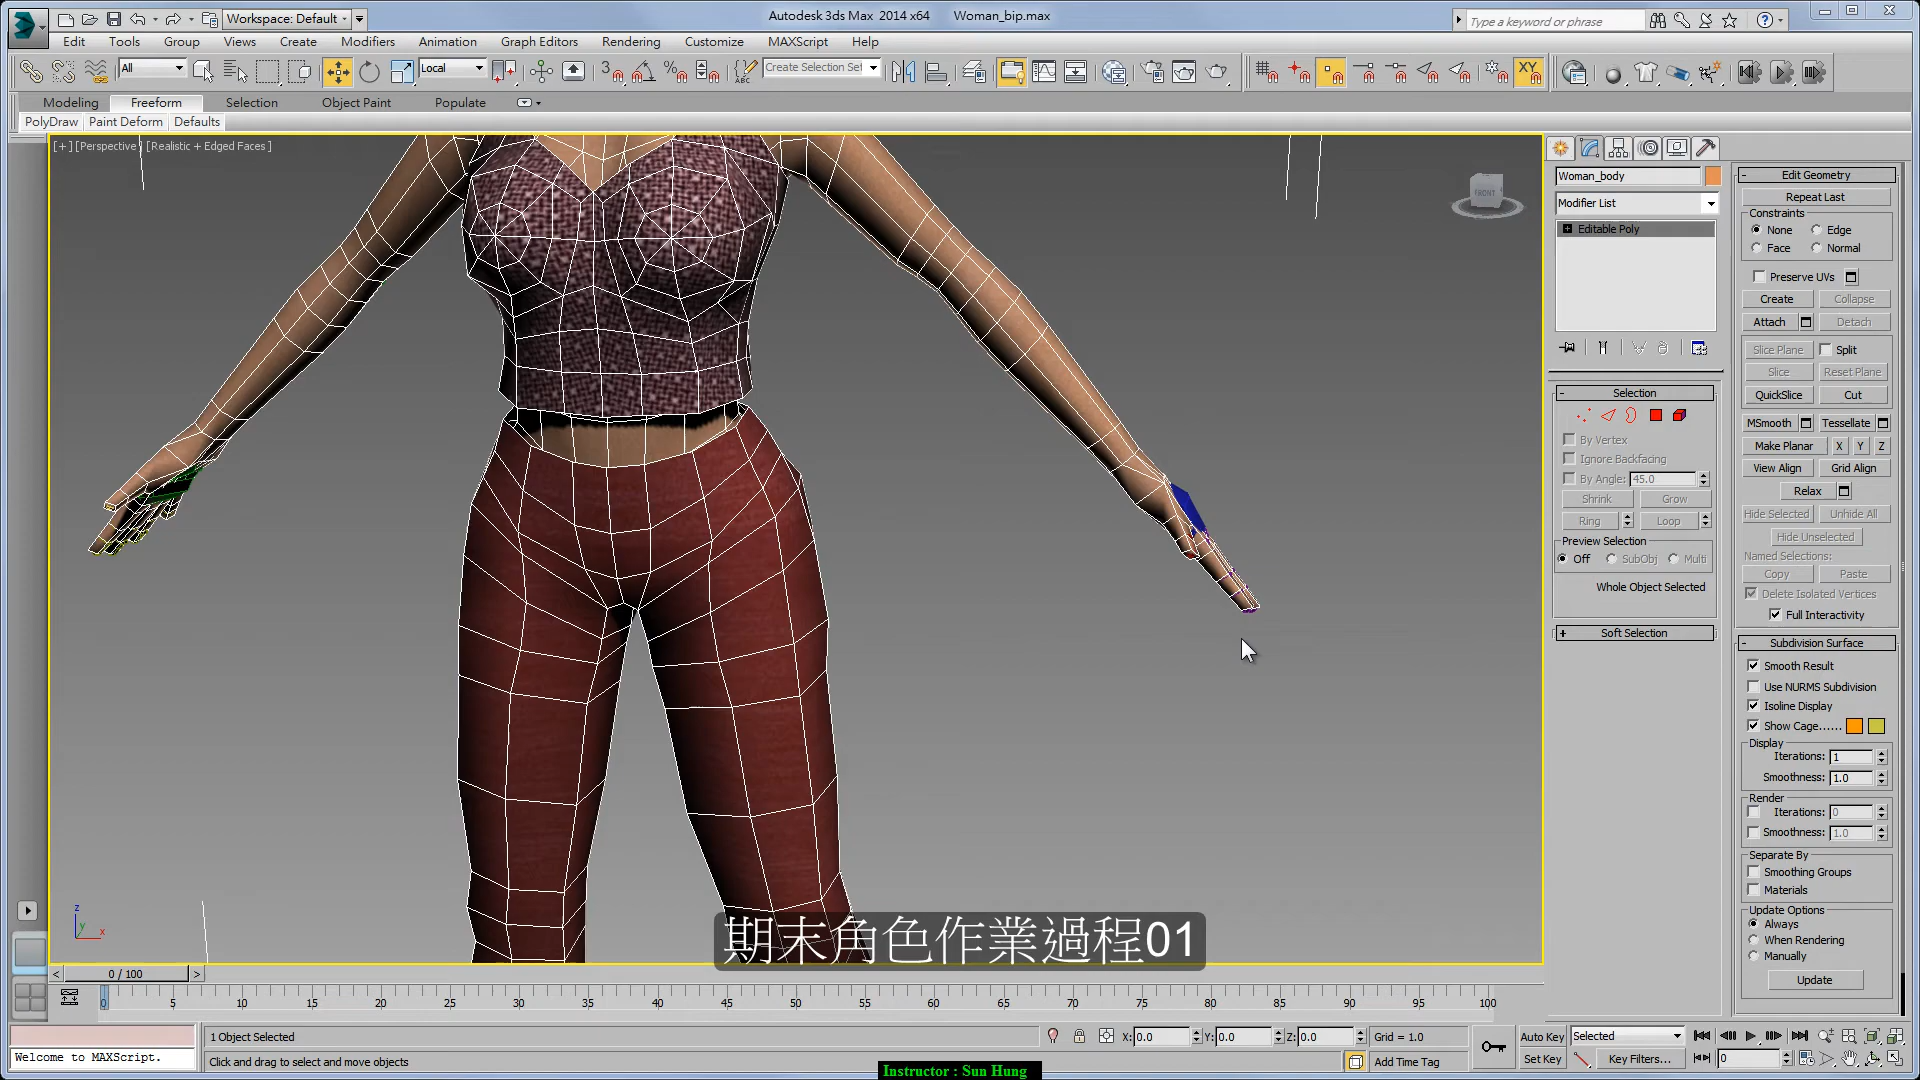 Workspace: Default
Autodesk 3ds Max 2014 x64 Woman_bip.max
Type a keyword or phrase
Edit Tools Group Views Create Modifiers Animation Graph Editors Rendering Customize MAXScript Help
All
Local
Create Selection Set
XY
Modeling Freeform Selection Object Paint Populate
PolyDraw Paint Deform Defaults
[+] [Perspective] [Realistic + Edged Faces]
FRONT
Woman_body
Modifier List
Editable Poly
Selection
By Vertex
Ignore Backfacing
By Angle: 45.0
Shrink Grow
Ring Loop
Preview Selection
Off SubObj Multi
Whole Object Selected
Soft Selection
Edit Geometry
Repeat Last
Constraints
None Edge
Face Normal
Preserve UVs
Create Collapse
Attach Detach
Slice Plane Split
Slice Reset Plane
QuickSlice Cut
MSmooth Tessellate
Make Planar X Y Z
View Align Grid Align
Relax
Hide Selected Unhide All
Hide Unselected
Named Selections:
Copy Paste
Delete Isolated Vertices
Full Interactivity
Subdivision Surface
Smooth Result
Use NURMS Subdivision
Isoline Display
Show Cage......
Display
Iterations: 1
Smoothness: 1.0
Render
Iterations: 0
Smoothness: 1.0
Separate By
Smoothing Groups
Materials
Update Options
Always
When Rendering
Manually
Update
z
y
x
期末角色作業過程01
< 0 / 100 >
0 5 10 15 20 25 30 35 40 45 50 55 60 65 70 75 80 85 90 95 100
1 Object Selected
X: 0.0 Y: 0.0 Z: 0.0
Grid = 1.0
Auto Key Selected
Welcome to MAXScript.
Click and drag to select and move objects
Add Time Tag
Set Key Key Filters... 0
Instructor : Sun Hung